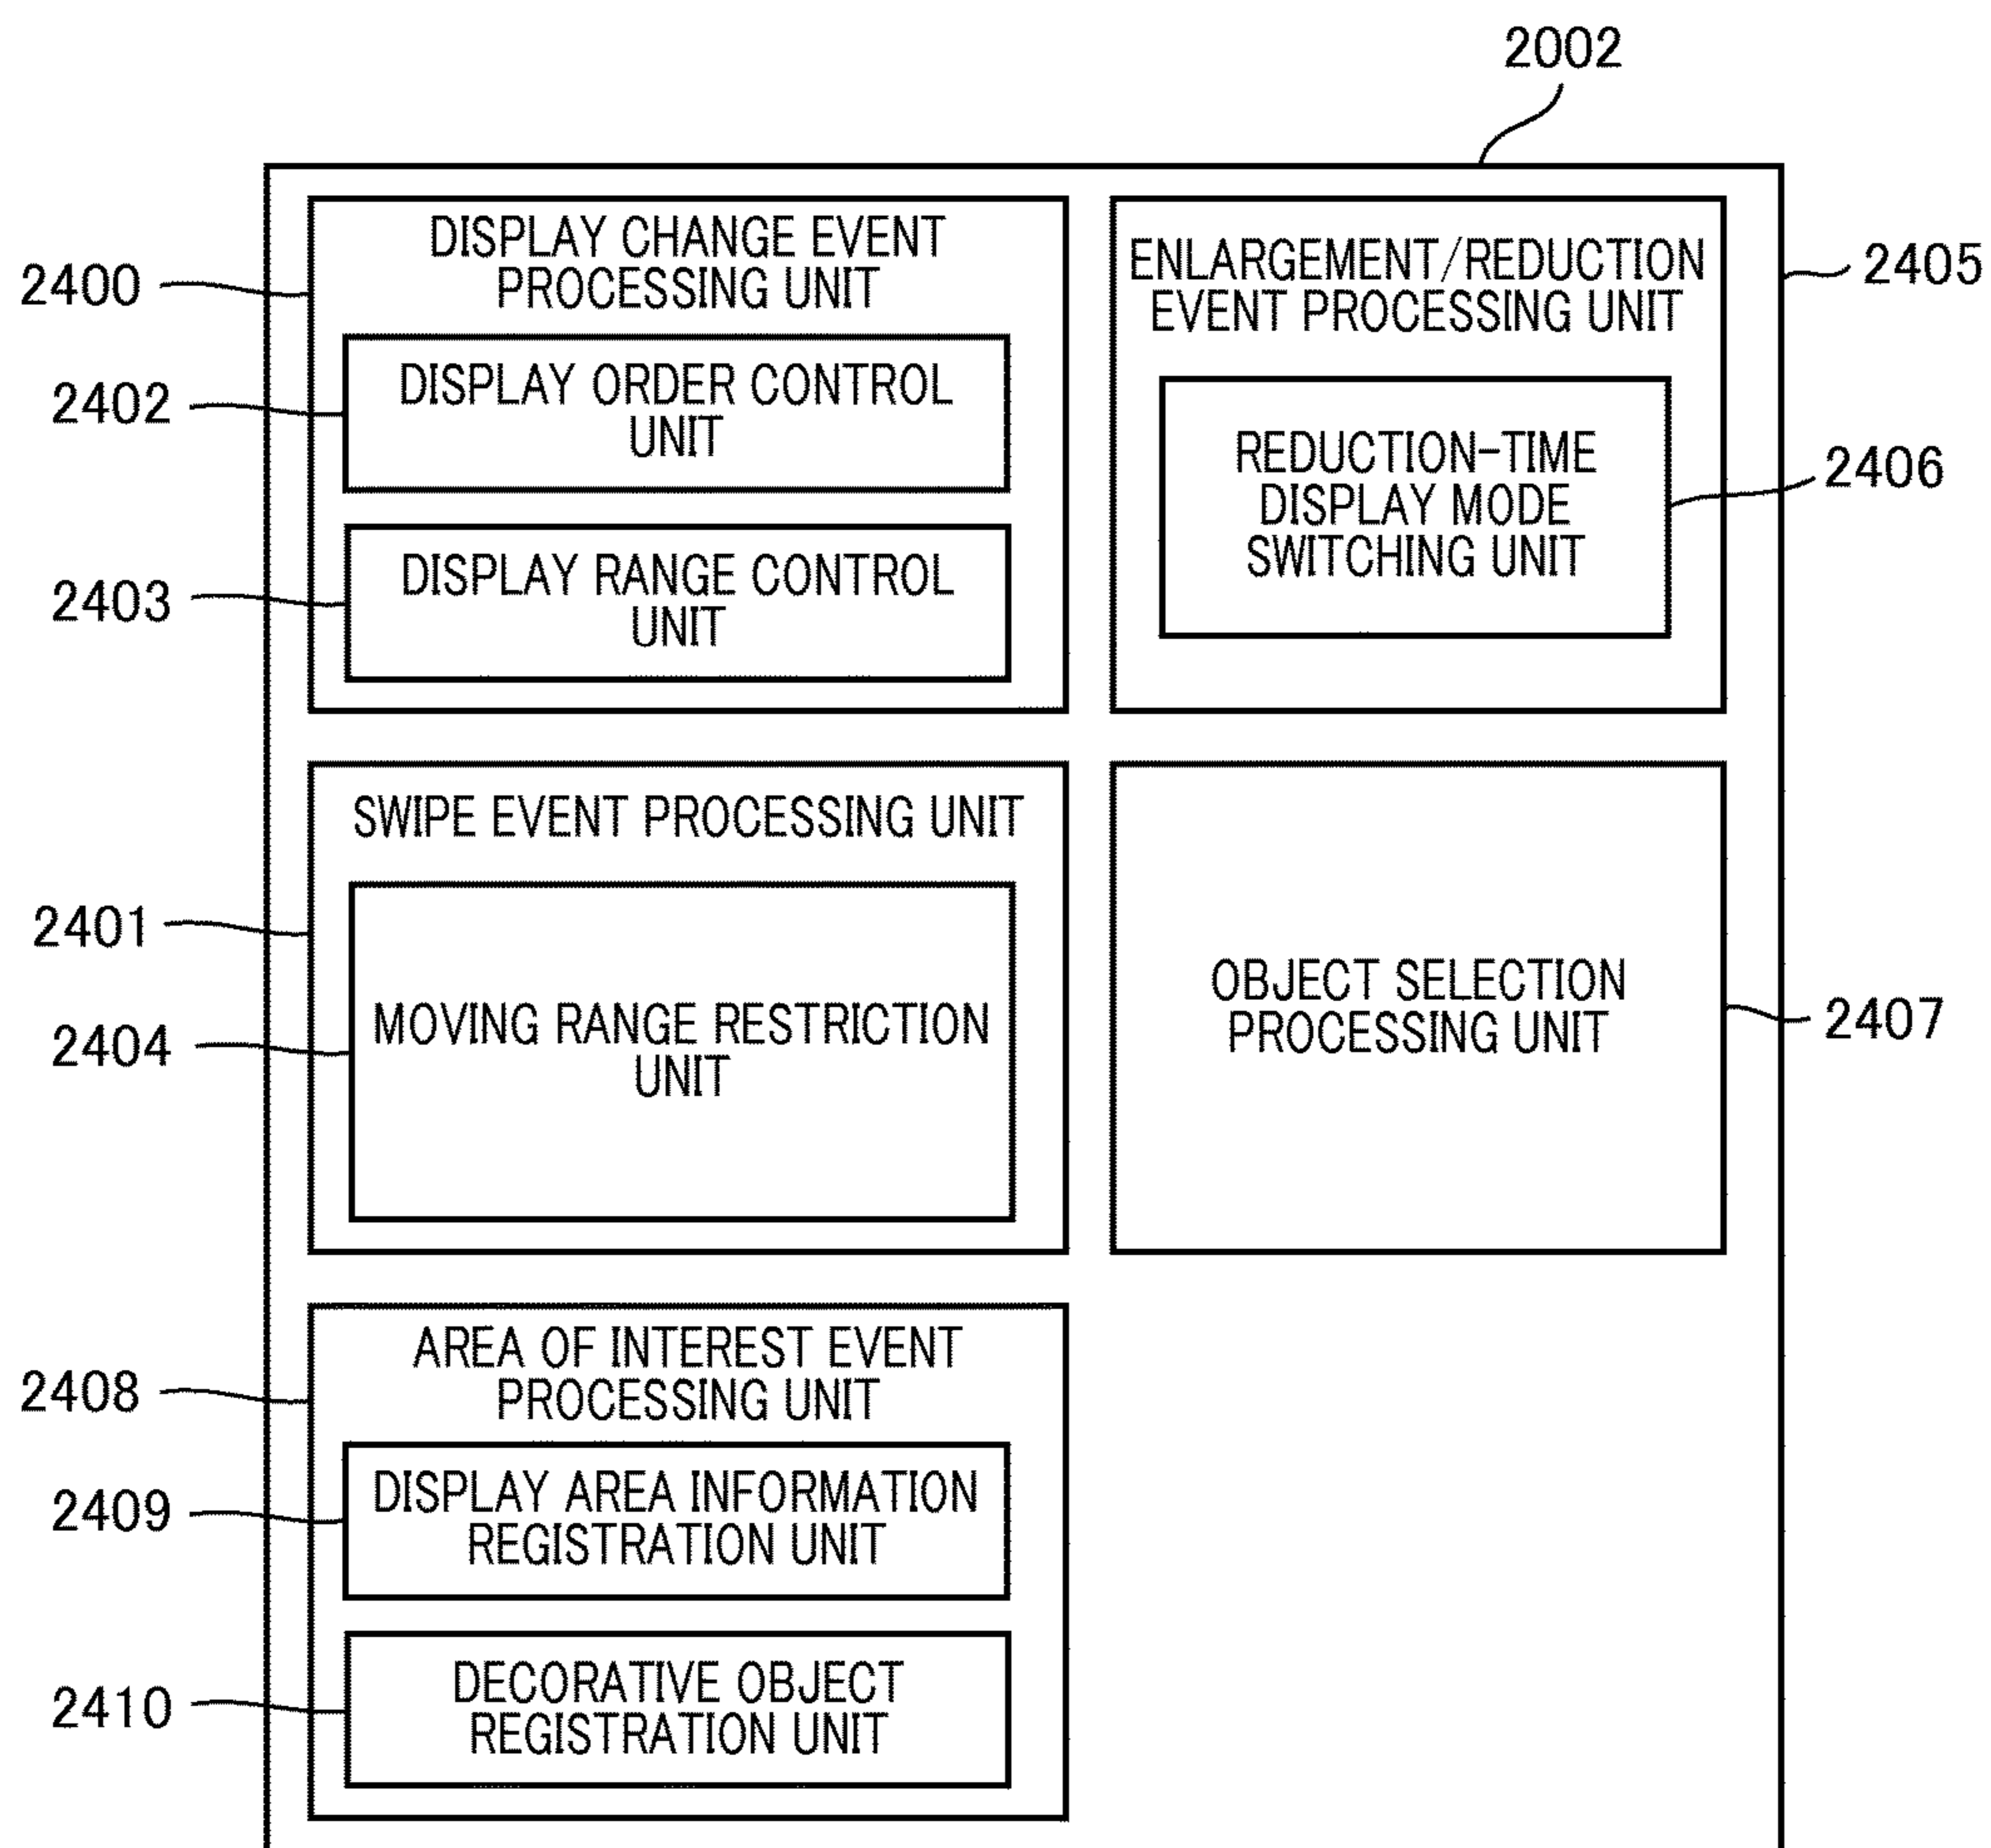 2002
DISPLAY CHANGE EVENT
PROCESSING UNIT
2400
DISPLAY ORDER CONTROL
UNIT
2402
DISPLAY RANGE CONTROL
UNIT
2403
ENLARGEMENT/REDUCTION
EVENT PROCESSING UNIT
2405
REDUCTION-TIME
DISPLAY MODE
SWITCHING UNIT
2406
SWIPE EVENT PROCESSING UNIT
2401
MOVING RANGE RESTRICTION
UNIT
2404
OBJECT SELECTION
PROCESSING UNIT
2407
AREA OF INTEREST EVENT
PROCESSING UNIT
2408
DISPLAY AREA INFORMATION
REGISTRATION UNIT
2409
DECORATIVE OBJECT
REGISTRATION UNIT
2410